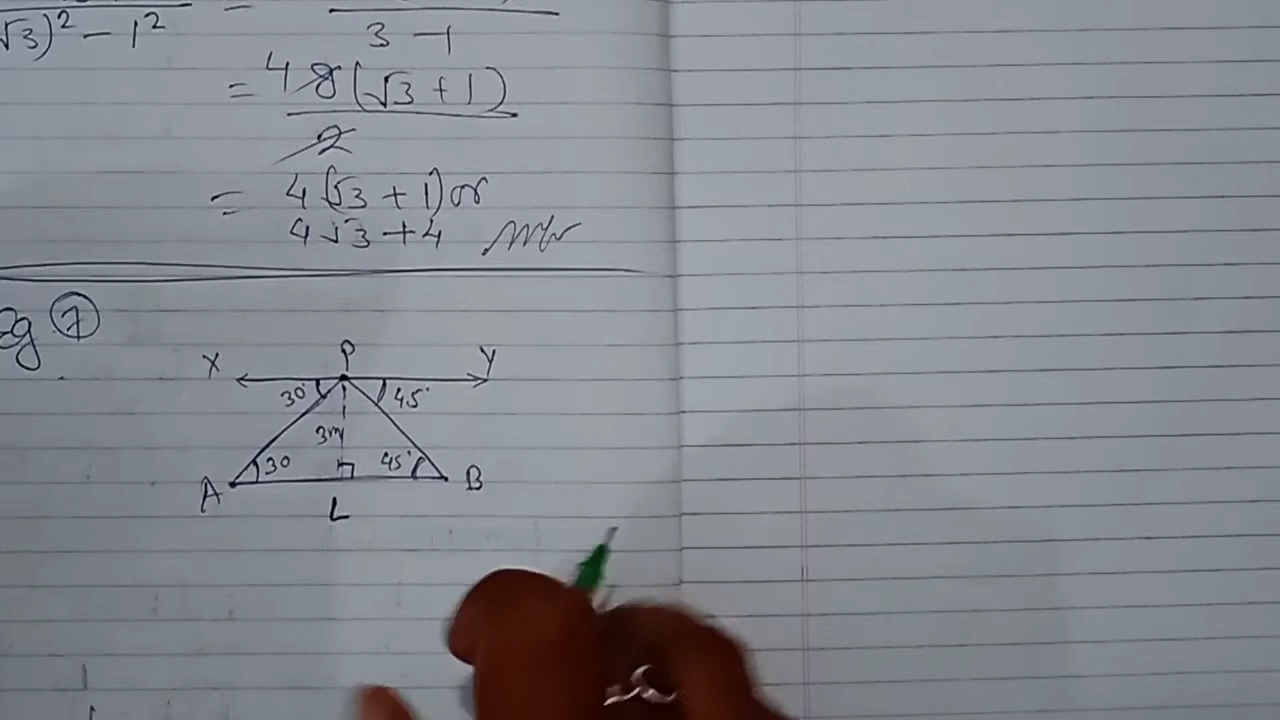 √3)² - 1² = 3 - 1
= 4 8(√3 + 1)
2
= 4(√3 + 1) or
4√3 + 4
Eg 7
X P Y
30° 45°
3m
30 45°
A B
L